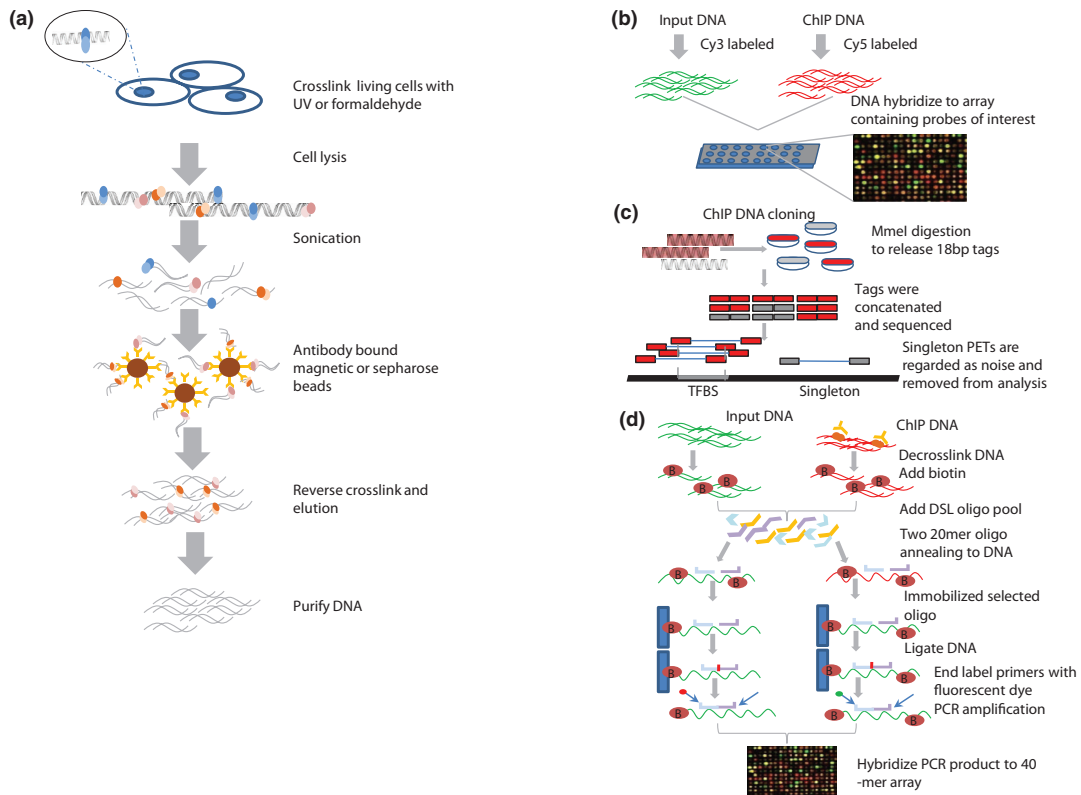 (a)
Crosslink living cells with
UV or formaldehyde
Cell lysis
Sonication
Antibody bound
magnetic or sepharose
beads
Reverse crosslink and
elution
Purify DNA
(b)
Input DNA
ChIP DNA
Cy3 labeled
Cy5 labeled
DNA hybridize to array
containing probes of interest
(c)
ChIP DNA cloning
MmeI digestion
to release 18bp tags
Tags were
concatenated
and sequenced
Singleton PETs are
regarded as noise and
removed from analysis
TFBS
Singleton
(d)
Input DNA
ChIP DNA
Decrosslink DNA
Add biotin
B
B
B
B
B
B
Add DSL oligo pool
Two 20mer oligo
annealing to DNA
B
B
B
B
Immobilized selected
oligo
B
B
B
B
Ligate DNA
B
B
B
B
End label primers with
fluorescent dye
PCR amplification
B
B
B
B
Hybridize PCR product to 40
-mer array